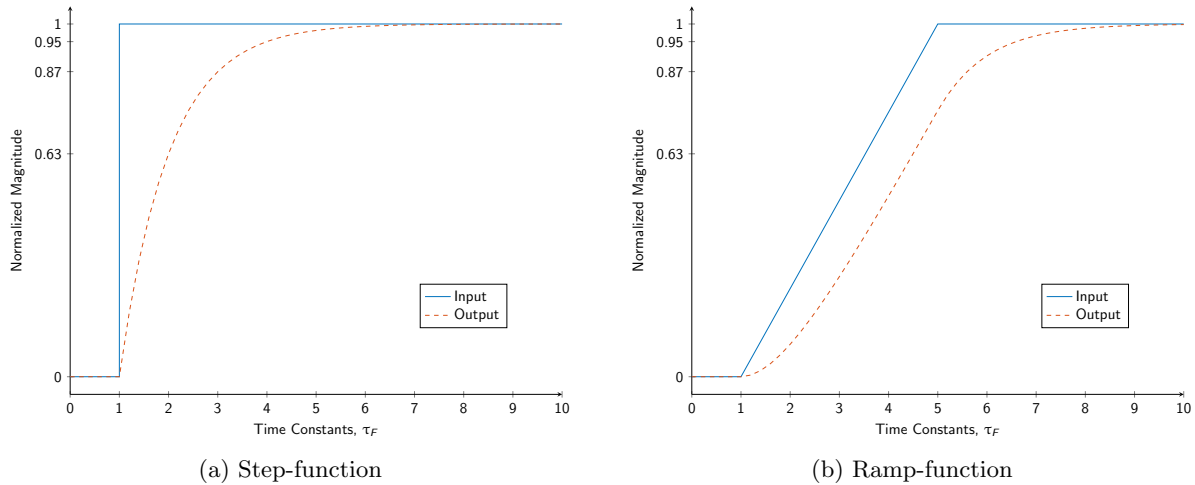 1
0.95
0.87
0.63
0
Normalized Magnitude
Input
Output
0 1 2 3 4 5 6 7 8 9 10
Time Constants, τF
(a) Step-function
1
0.95
0.87
0.63
0
Normalized Magnitude
Input
Output
0 1 2 3 4 5 6 7 8 9 10
Time Constants, τF
(b) Ramp-function